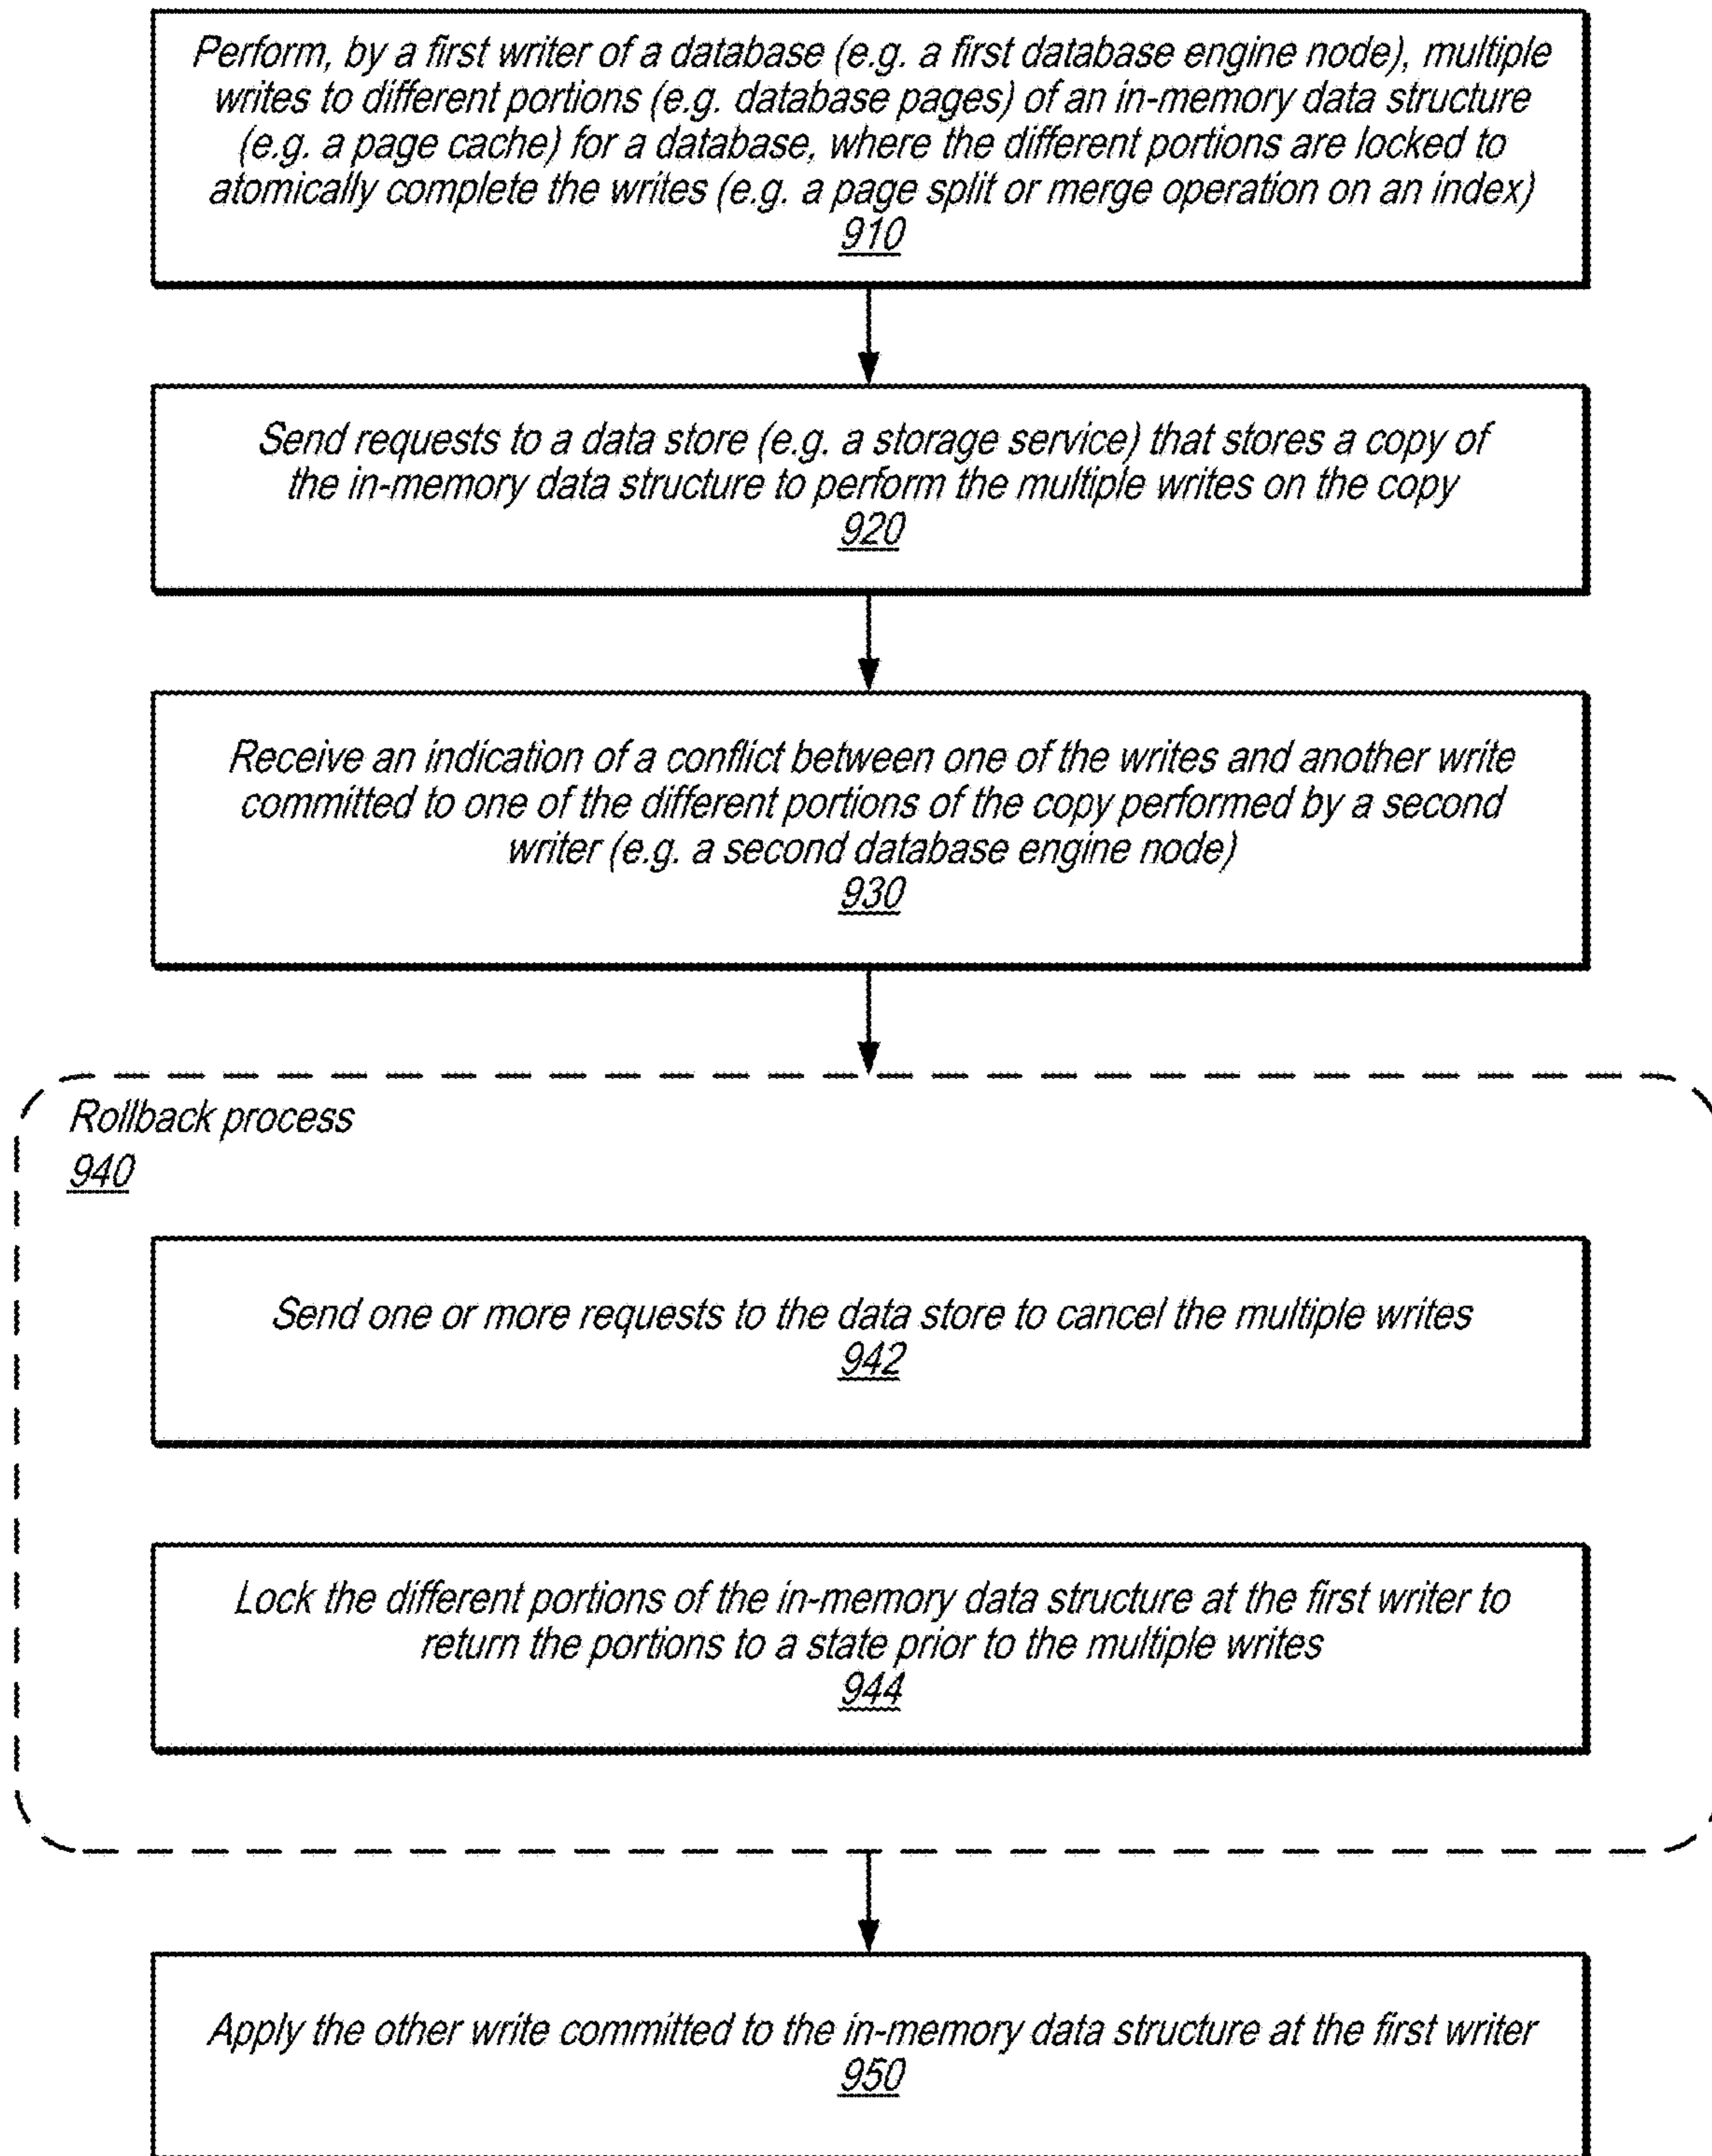 Perform, by a first writer of a database (e.g. a first database engine node), multiple
writes to different portions (e.g. database pages) of an in-memory data structure
(e.g. a page cache) for a database, where the different portions are locked to
atomically complete the writes (e.g. a page split or merge operation on an index)
910
Send requests to a data store (e.g. a storage service) that stores a copy of
the in-memory data structure to perform the multiple writes on the copy
920
Receive an indication of a conflict between one of the writes and another write
committed to one of the different portions of the copy performed by a second
writer (e.g. a second database engine node)
930
Rollback process
940
Send one or more requests to the data store to cancel the multiple writes
942
Lock the different portions of the in-memory data structure at the first writer to
return the portions to a state prior to the multiple writes
944
Apply the other write committed to the in-memory data structure at the first writer
950